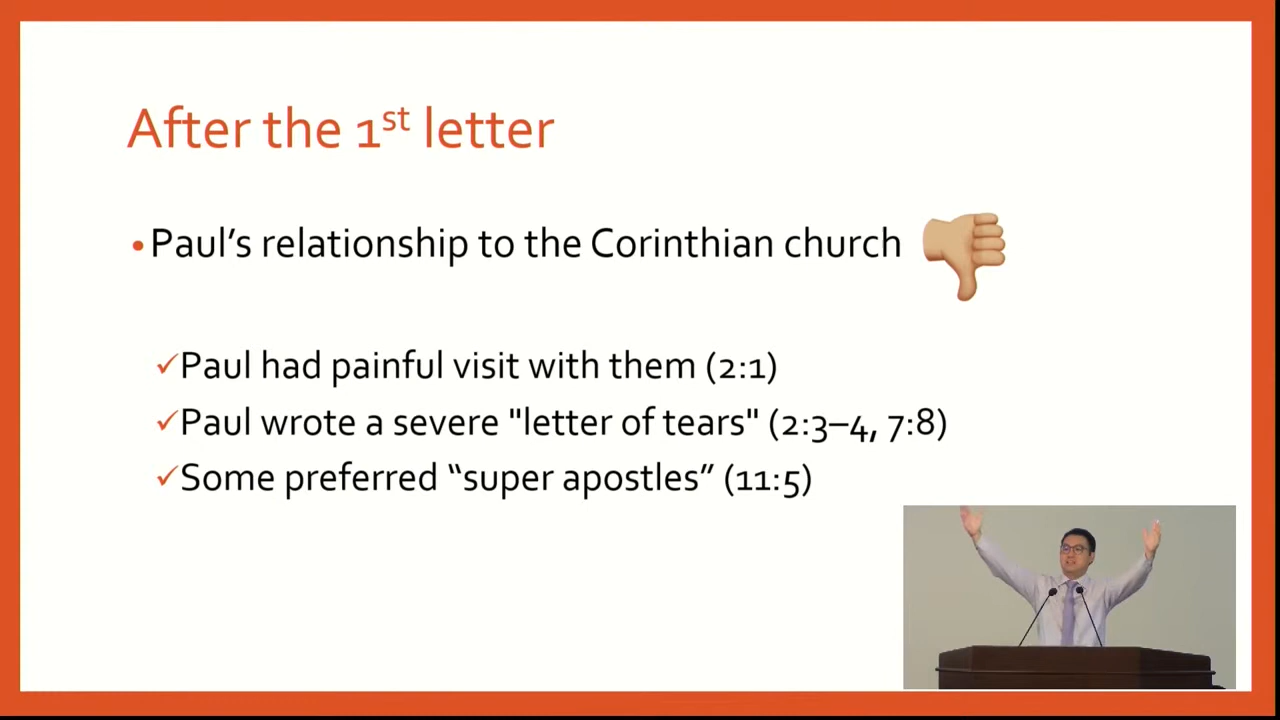 After the 1st letter
•Paul’s relationship to the Corinthian church
✓Paul had painful visit with them (2:1)
✓Paul wrote a severe "letter of tears" (2:3–4, 7:8)
✓Some preferred “super apostles” (11:5)